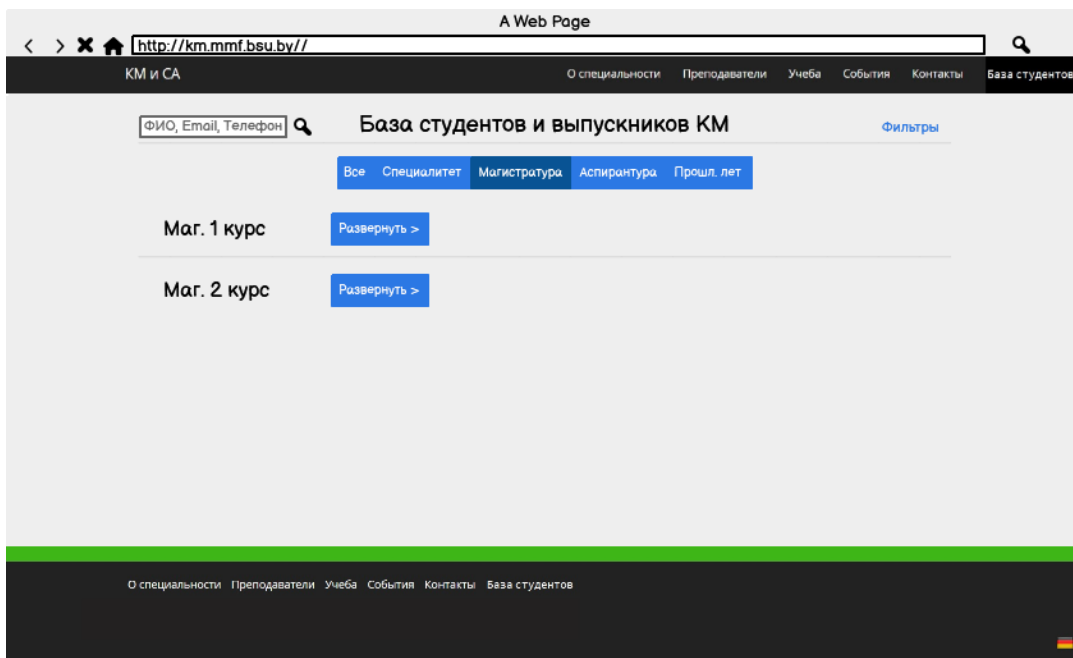 A Web Page
http://km.mmf.bsu.by//
КМ и СА О специальности Преподаватели Учеба События Контакты База студентов
ФИО, Email, Телефон База студентов и выпускников КМ Фильтры
Все Специалитет Магистратура Аспирантура Прошл. лет
Маг. 1 курс Развернуть >
Маг. 2 курс Развернуть >
О специальности Преподаватели Учеба События Контакты База студентов